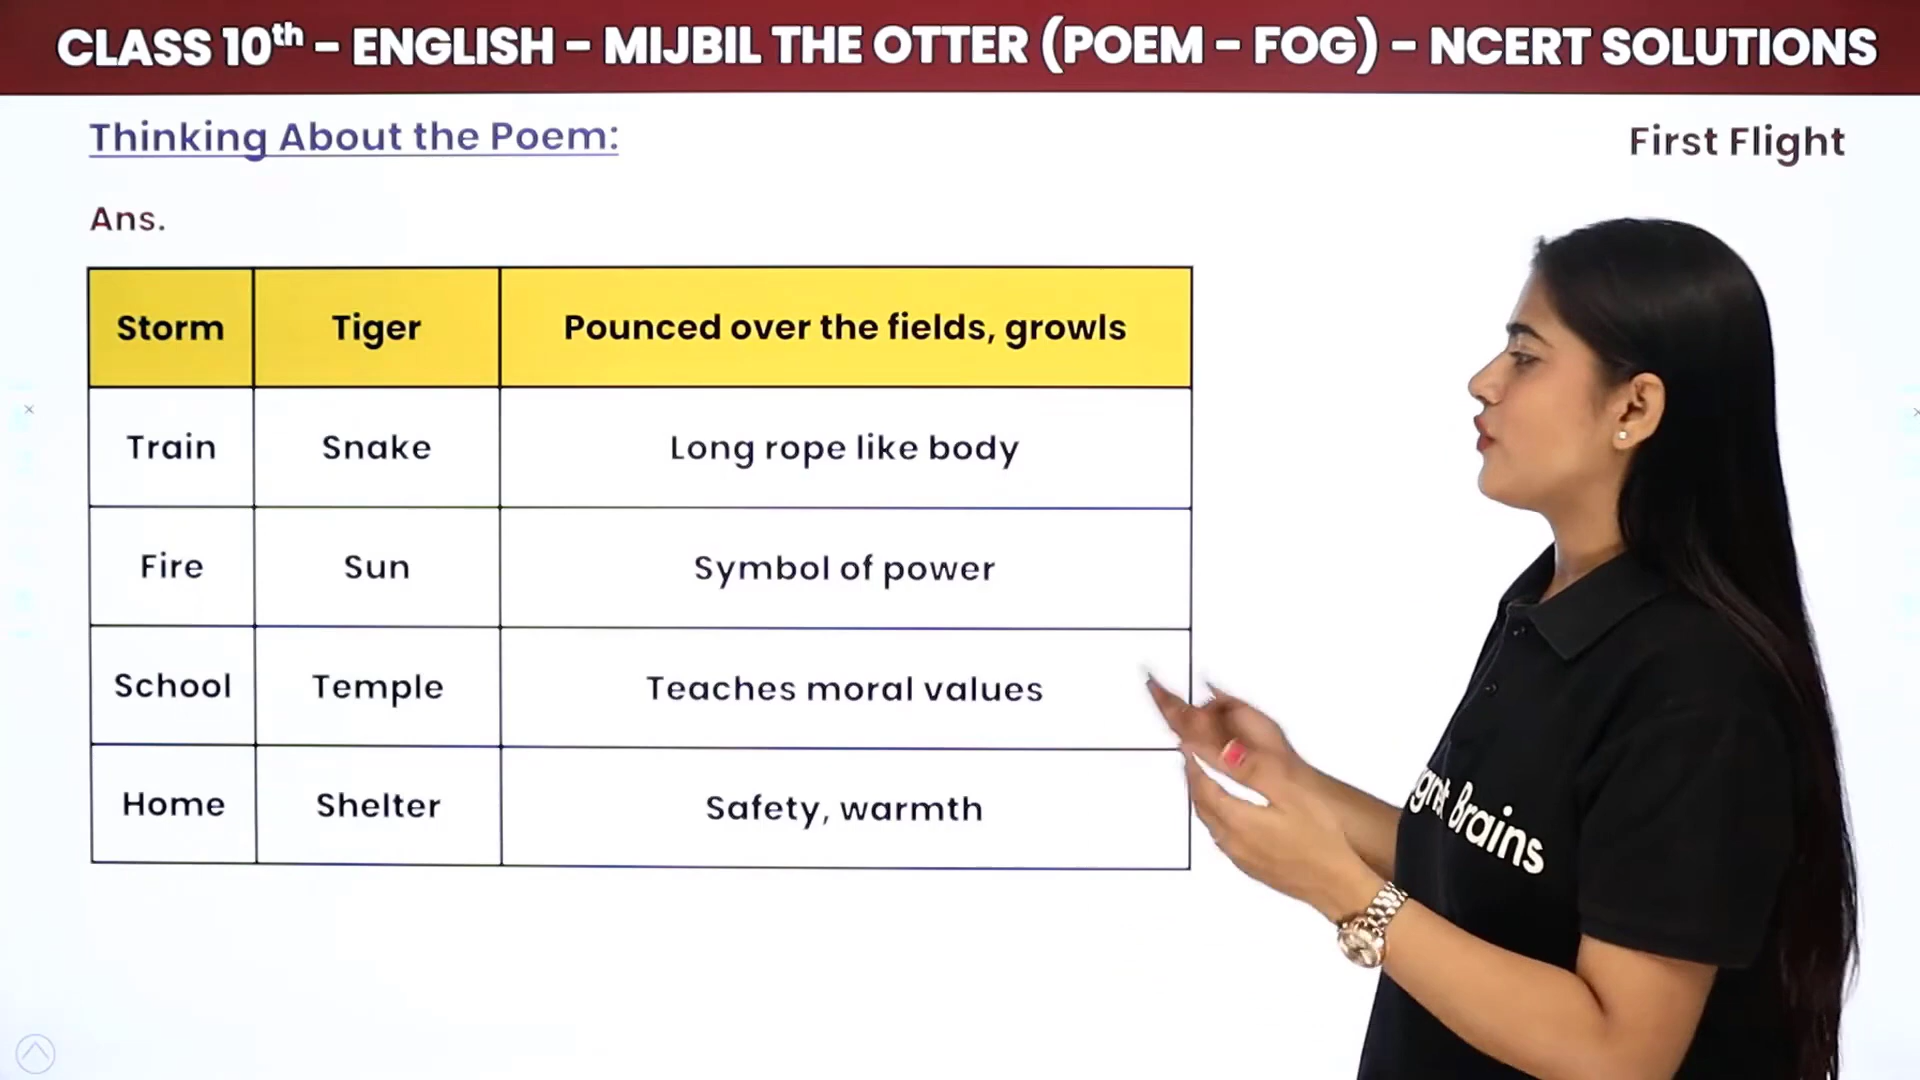 CLASS 10th – ENGLISH – MIJBIL THE OTTER (POEM – FOG) – NCERT SOLUTIONS
Thinking About the Poem:
First Flight
Ans.
Storm Tiger Pounced over the fields, growls
Train Snake Long rope like body
Fire Sun Symbol of power
School Temple Teaches moral values
Home Shelter Safety, warmth
Brains